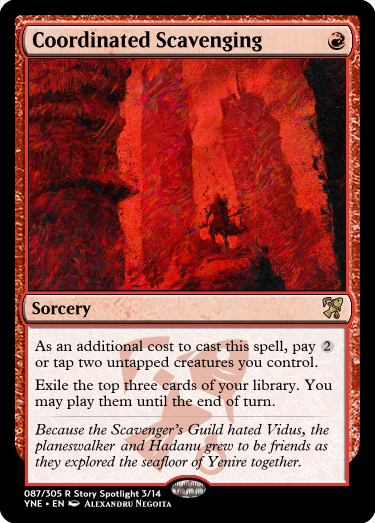 Coordinated Scavenging
Sorcery
As an additional cost to cast this spell, pay 2
or tap two untapped creatures you control.
Exile the top three cards of your library. You
may play them until the end of turn.
Because the Scavenger's Guild hated Vidus, the
planeswalker and Hadanu grew to be friends as
they explored the seafloor of Yenire together.
087/305 R Story Spotlight 3/14
YNE • EN Alexandru Negoita